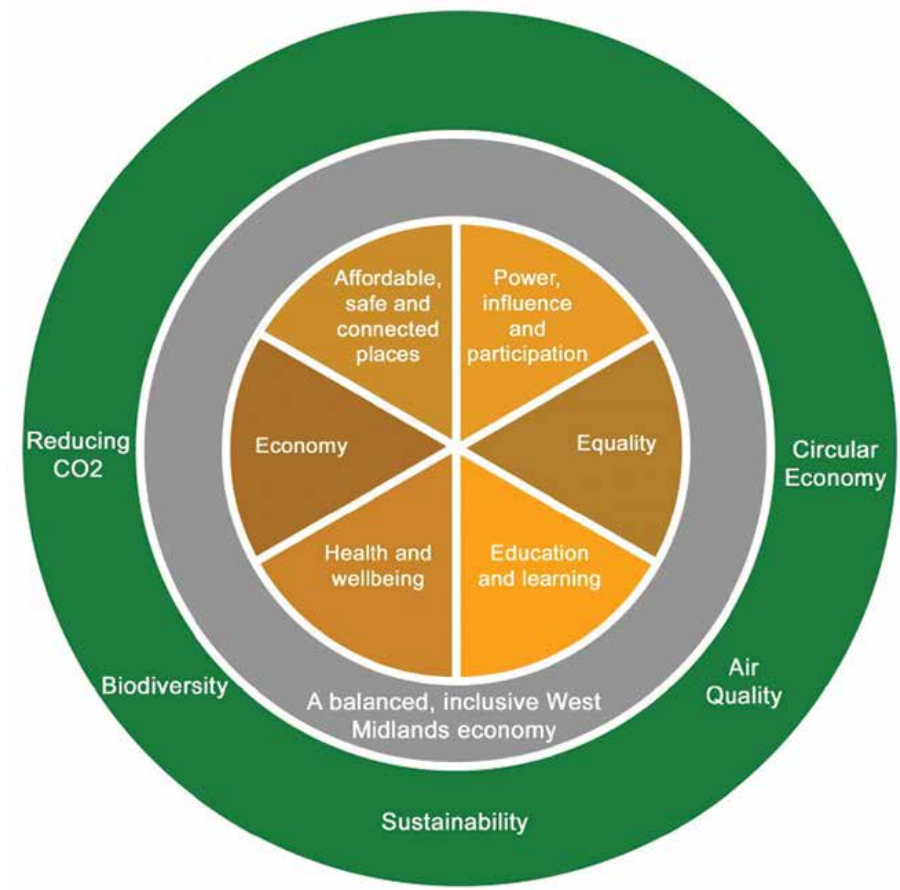 Affordable,
safe and
connected
places
Power,
influence
and
participation
Economy
Equality
Health and
wellbeing
Education
and learning
A balanced, inclusive West
Midlands economy
Reducing
CO2
Circular
Economy
Biodiversity
Air
Quality
Sustainability